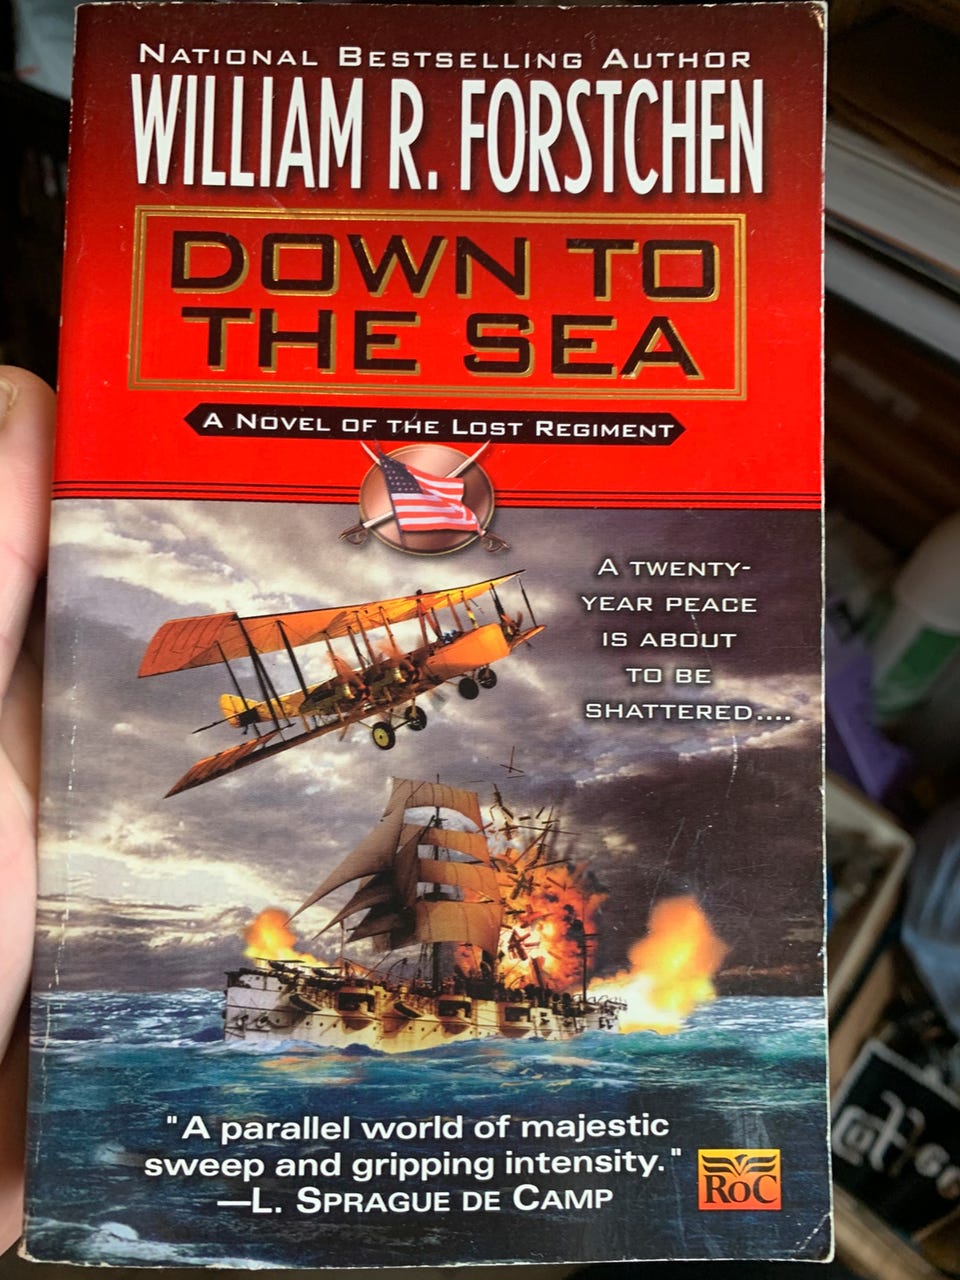 NATIONAL BESTSELLING AUTHOR
WILLIAM R. FORSTCHEN
DOWN TO
THE SEA
A NOVEL OF THE LOST REGIMENT
A TWENTY-
YEAR PEACE
IS ABOUT
TO BE
SHATTERED....
"A parallel world of majestic
sweep and gripping intensity."
—L. SPRAGUE DE CAMP
ROC